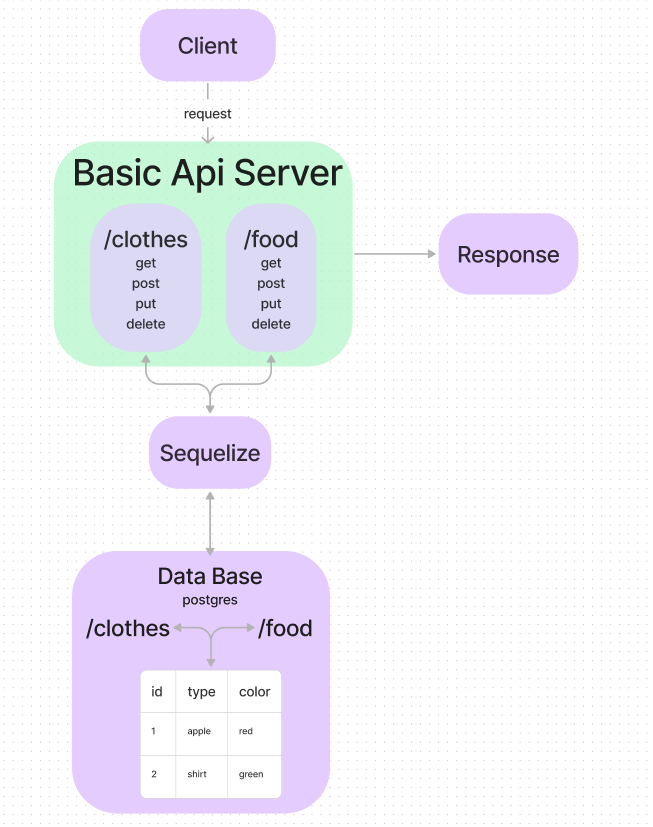 Client
request
Basic Api Server
/clothes
get
post
put
delete
/food
get
post
put
delete
Response
Sequelize
Data Base
postgres
/clothes /food
id type color
1 apple red
2 shirt green